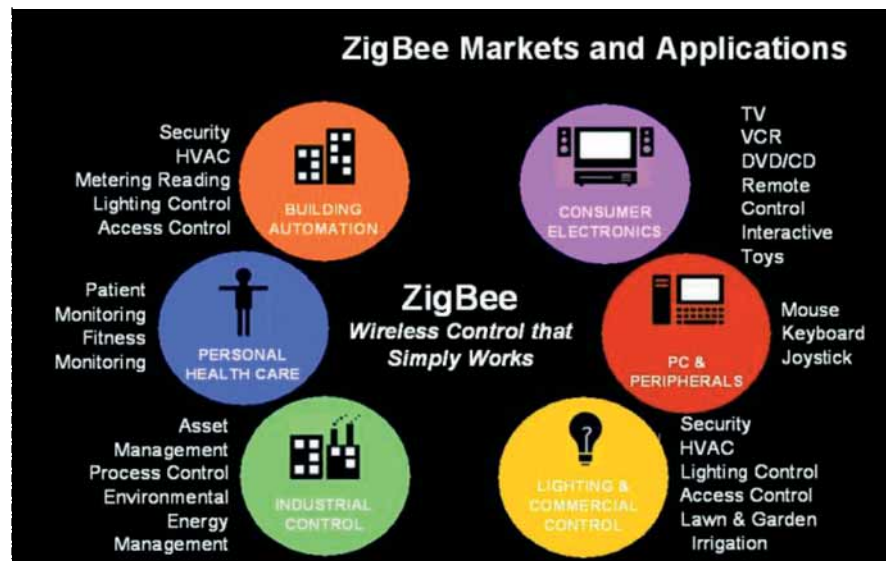 ZigBee Markets and Applications
Security
HVAC
Metering Reading
Lighting Control
Access Control
BUILDING
AUTOMATION
CONSUMER
ELECTRONICS
TV
VCR
DVD/CD
Remote
Control
Interactive
Toys
Patient
Monitoring
Fitness
Monitoring
PERSONAL
HEALTH CARE
ZigBee
Wireless Control that
Simply Works
PC &
PERIPHERALS
Mouse
Keyboard
Joystick
Asset
Management
Process Control
Environmental
Energy
Management
INDUSTRIAL
CONTROL
LIGHTING &
COMMERCIAL
CONTROL
Security
HVAC
Lighting Control
Access Control
Lawn & Garden
Irrigation